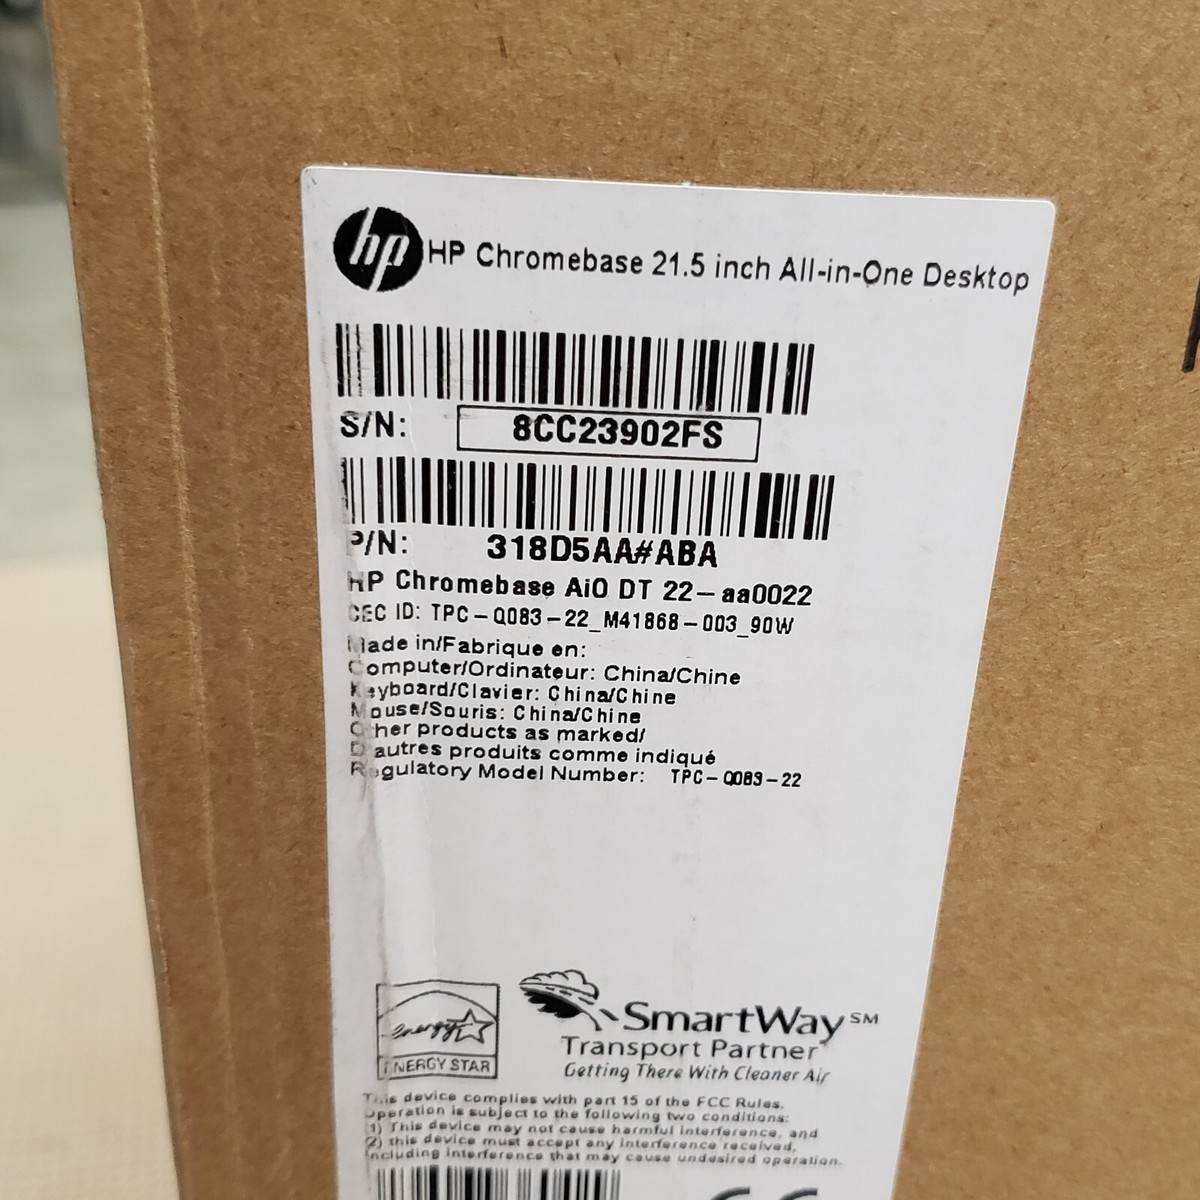 hp HP Chromebase 21.5 inch All-in-One Desktop
S/N: 8CC23902FS
P/N: 318D5AA#ABA
HP Chromebase AiO DT 22-aa0022
CEC ID: TPC-Q083-22_M41868-003_90W
Made in/Fabrique en:
Computer/Ordinateur: China/Chine
Keyboard/Clavier: China/Chine
Mouse/Souris: China/Chine
Other products as marked/
D'autres produits comme indiqué
Regulatory Model Number: TPC-Q083-22
energy
ENERGY STAR
SmartWay SM
Transport Partner
Getting There With Cleaner Air
This device complies with part 15 of the FCC Rules.
Operation is subject to the following two conditions:
1) This device may not cause harmful interference, and
(2) this device must accept any interference received,
including interference that may cause undesired operation.